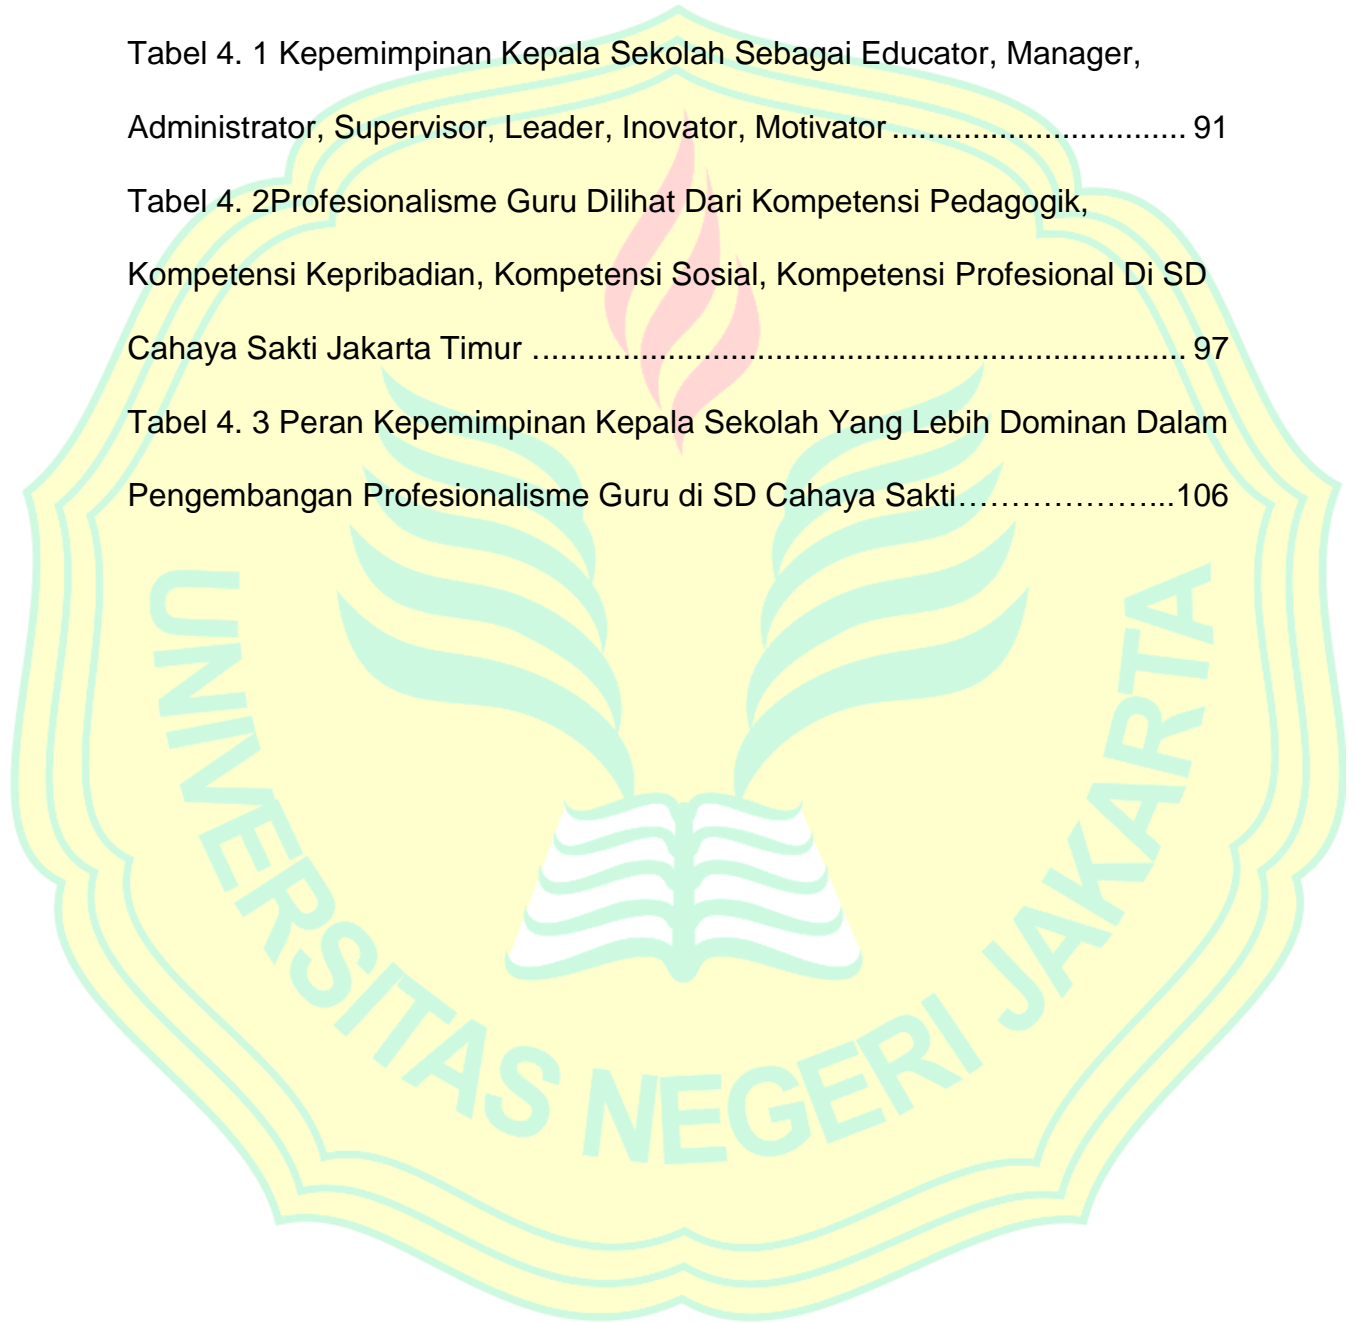 Tabel 4. 1 Kepemimpinan Kepala Sekolah Sebagai Educator, Manager,
Administrator, Supervisor, Leader, Inovator, Motivator ................................. 91
Tabel 4. 2Profesionalisme Guru Dilihat Dari Kompetensi Pedagogik,
Kompetensi Kepribadian, Kompetensi Sosial, Kompetensi Profesional Di SD
Cahaya Sakti Jakarta Timur ........................................................................ 97
Tabel 4. 3 Peran Kepemimpinan Kepala Sekolah Yang Lebih Dominan Dalam
Pengembangan Profesionalisme Guru di SD Cahaya Sakti…………………...106
UNIVERSITAS NEGERI JAKARTA